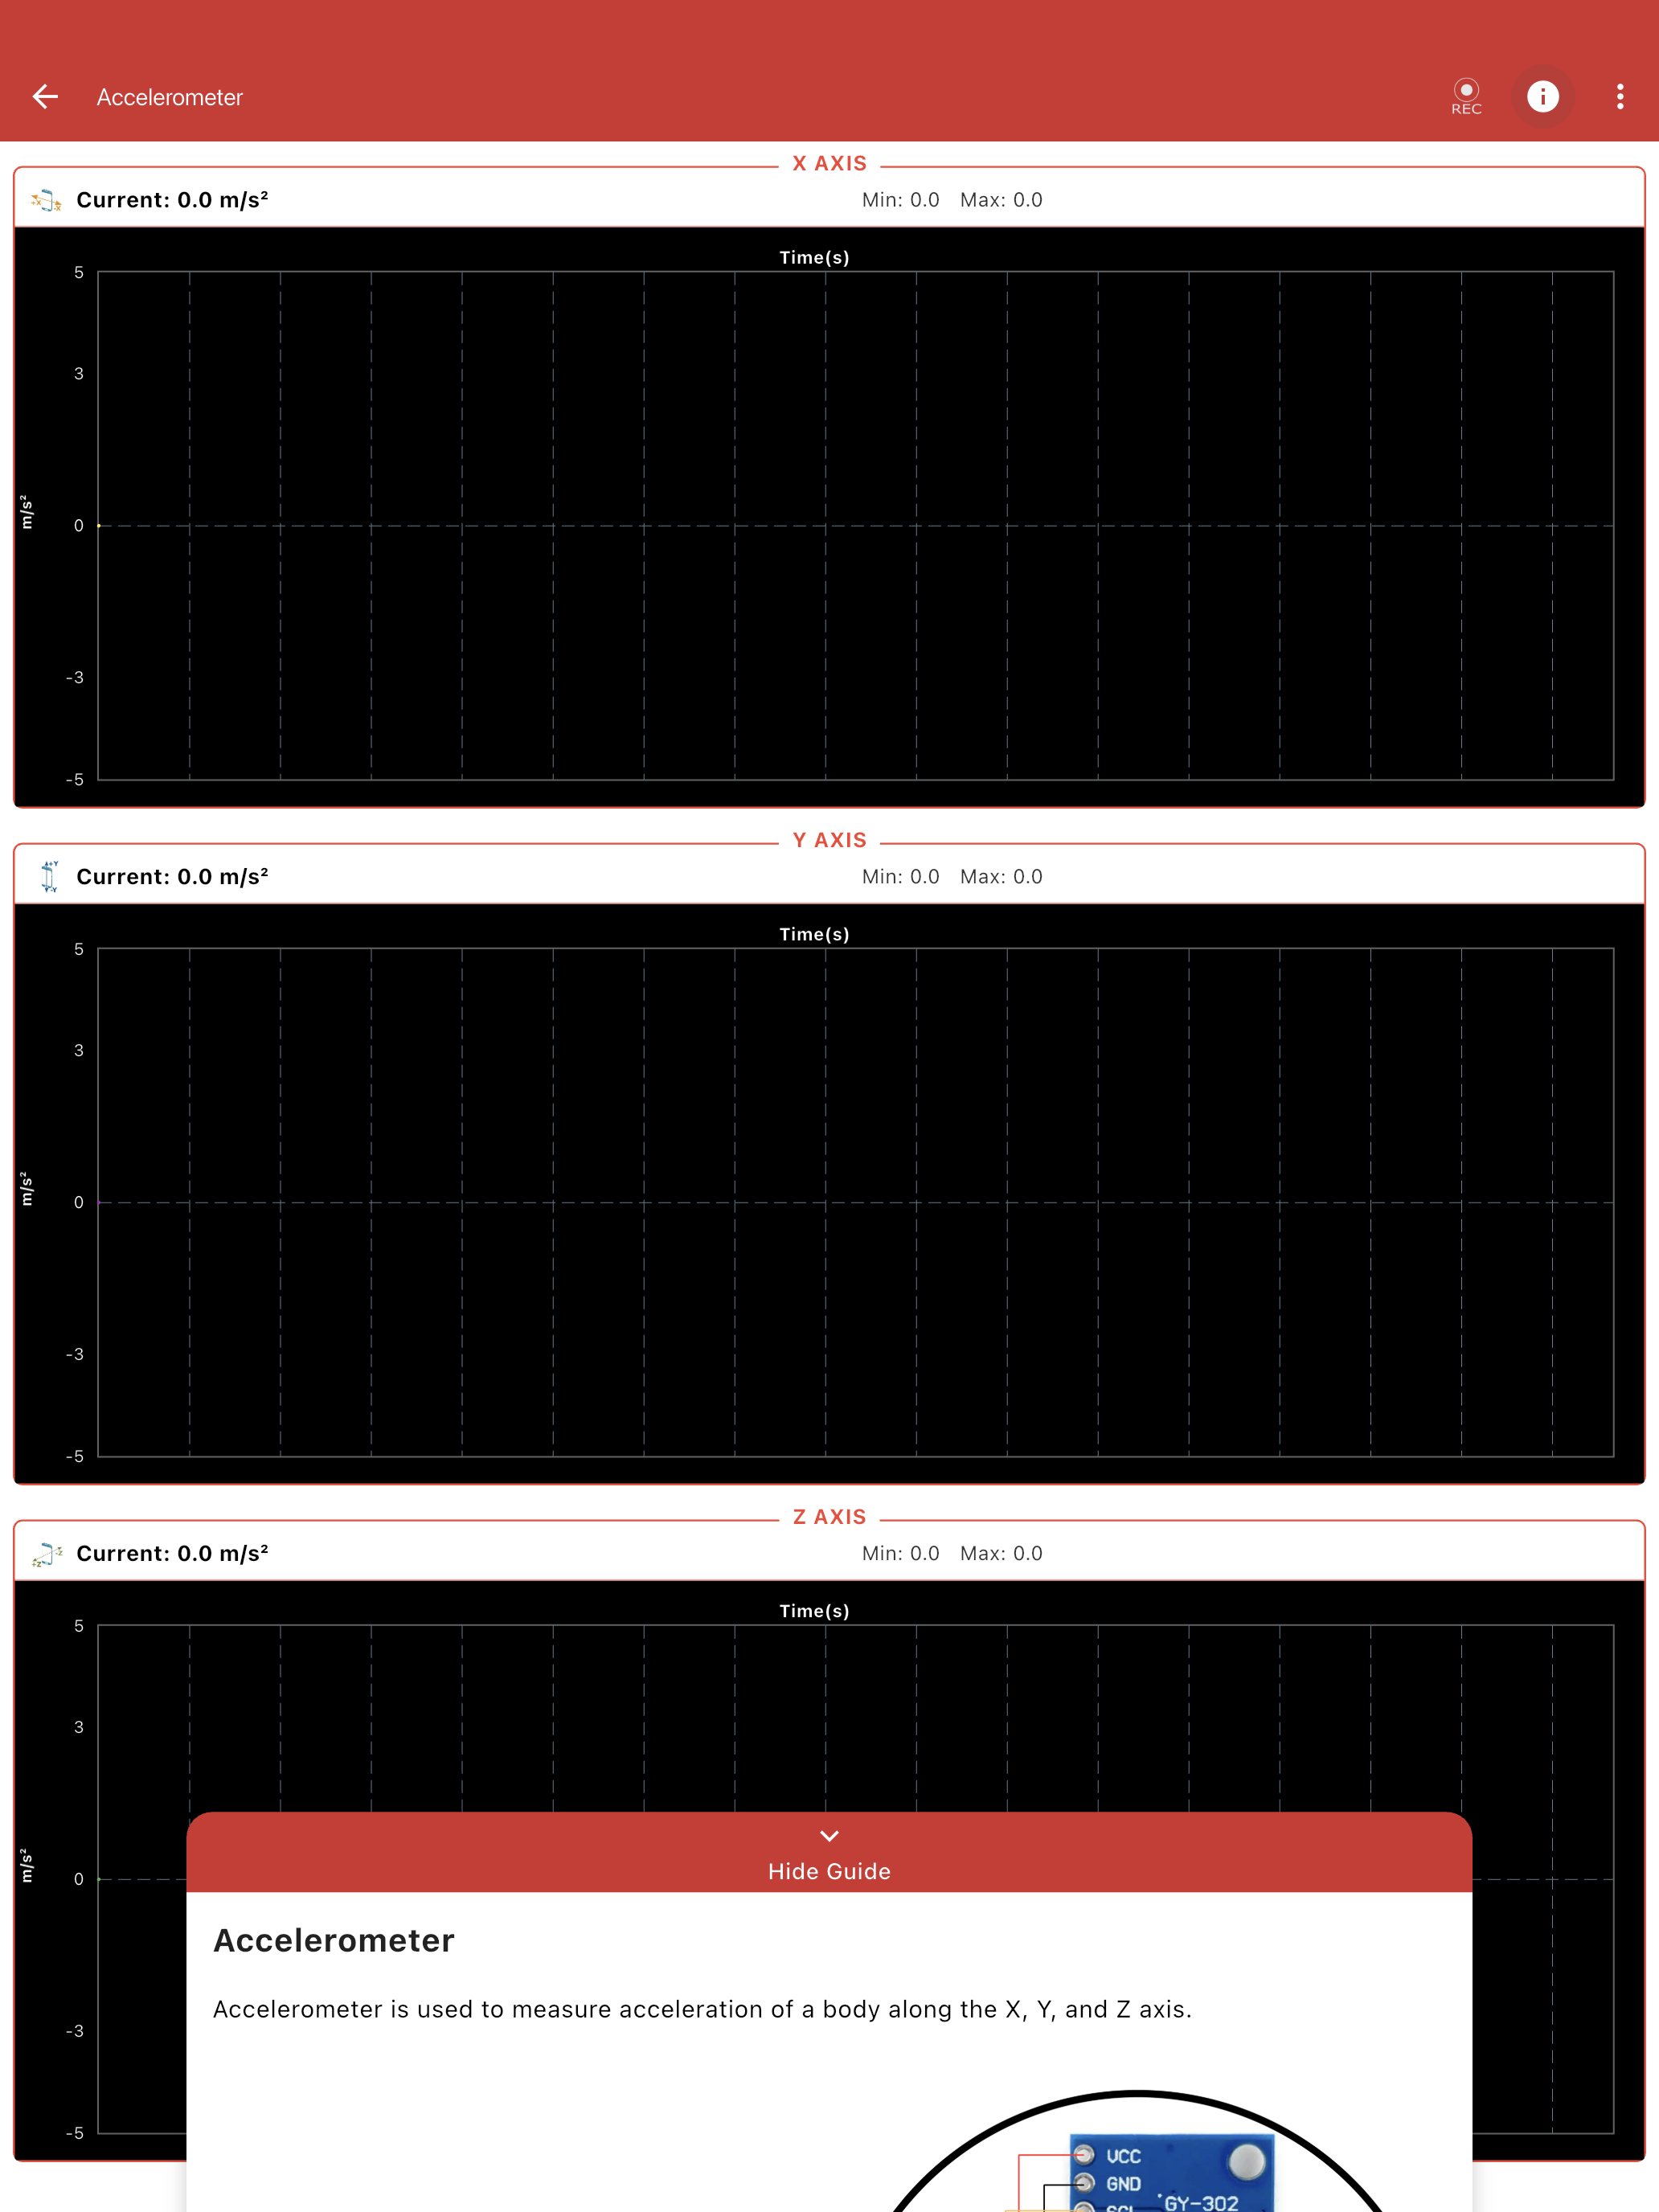 Accelerometer
REC
X AXIS
Current: 0.0 m/s²
Min: 0.0 Max: 0.0
Time(s)
5
3
m/s²
0
-3
-5
Y AXIS
Current: 0.0 m/s²
Min: 0.0 Max: 0.0
Time(s)
5
3
m/s²
0
-3
-5
Z AXIS
Current: 0.0 m/s²
Min: 0.0 Max: 0.0
Time(s)
5
3
m/s²
0
-3
-5
Hide Guide
Accelerometer
Accelerometer is used to measure acceleration of a body along the X, Y, and Z axis.
VCC
GND
GY-302